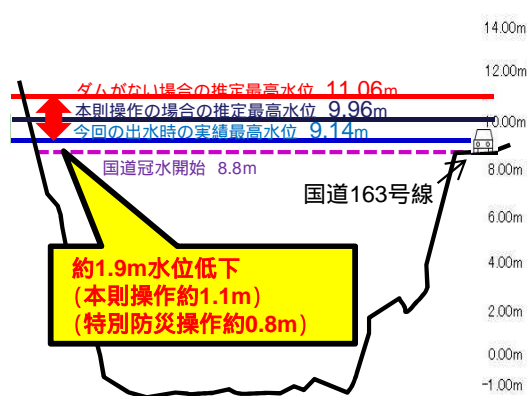 14.00m
12.00m
ダムがない場合の推定最高水位 11.06m
本則操作の場合の推定最高水位 9.96m
10.00m
今回の出水時の実績最高水位 9.14m
国道冠水開始 8.8m
8.00m
国道163号線
6.00m
約1.9m水位低下
(本則操作約1.1m)
(特別防災操作約0.8m)
4.00m
2.00m
0.00m
-1.00m